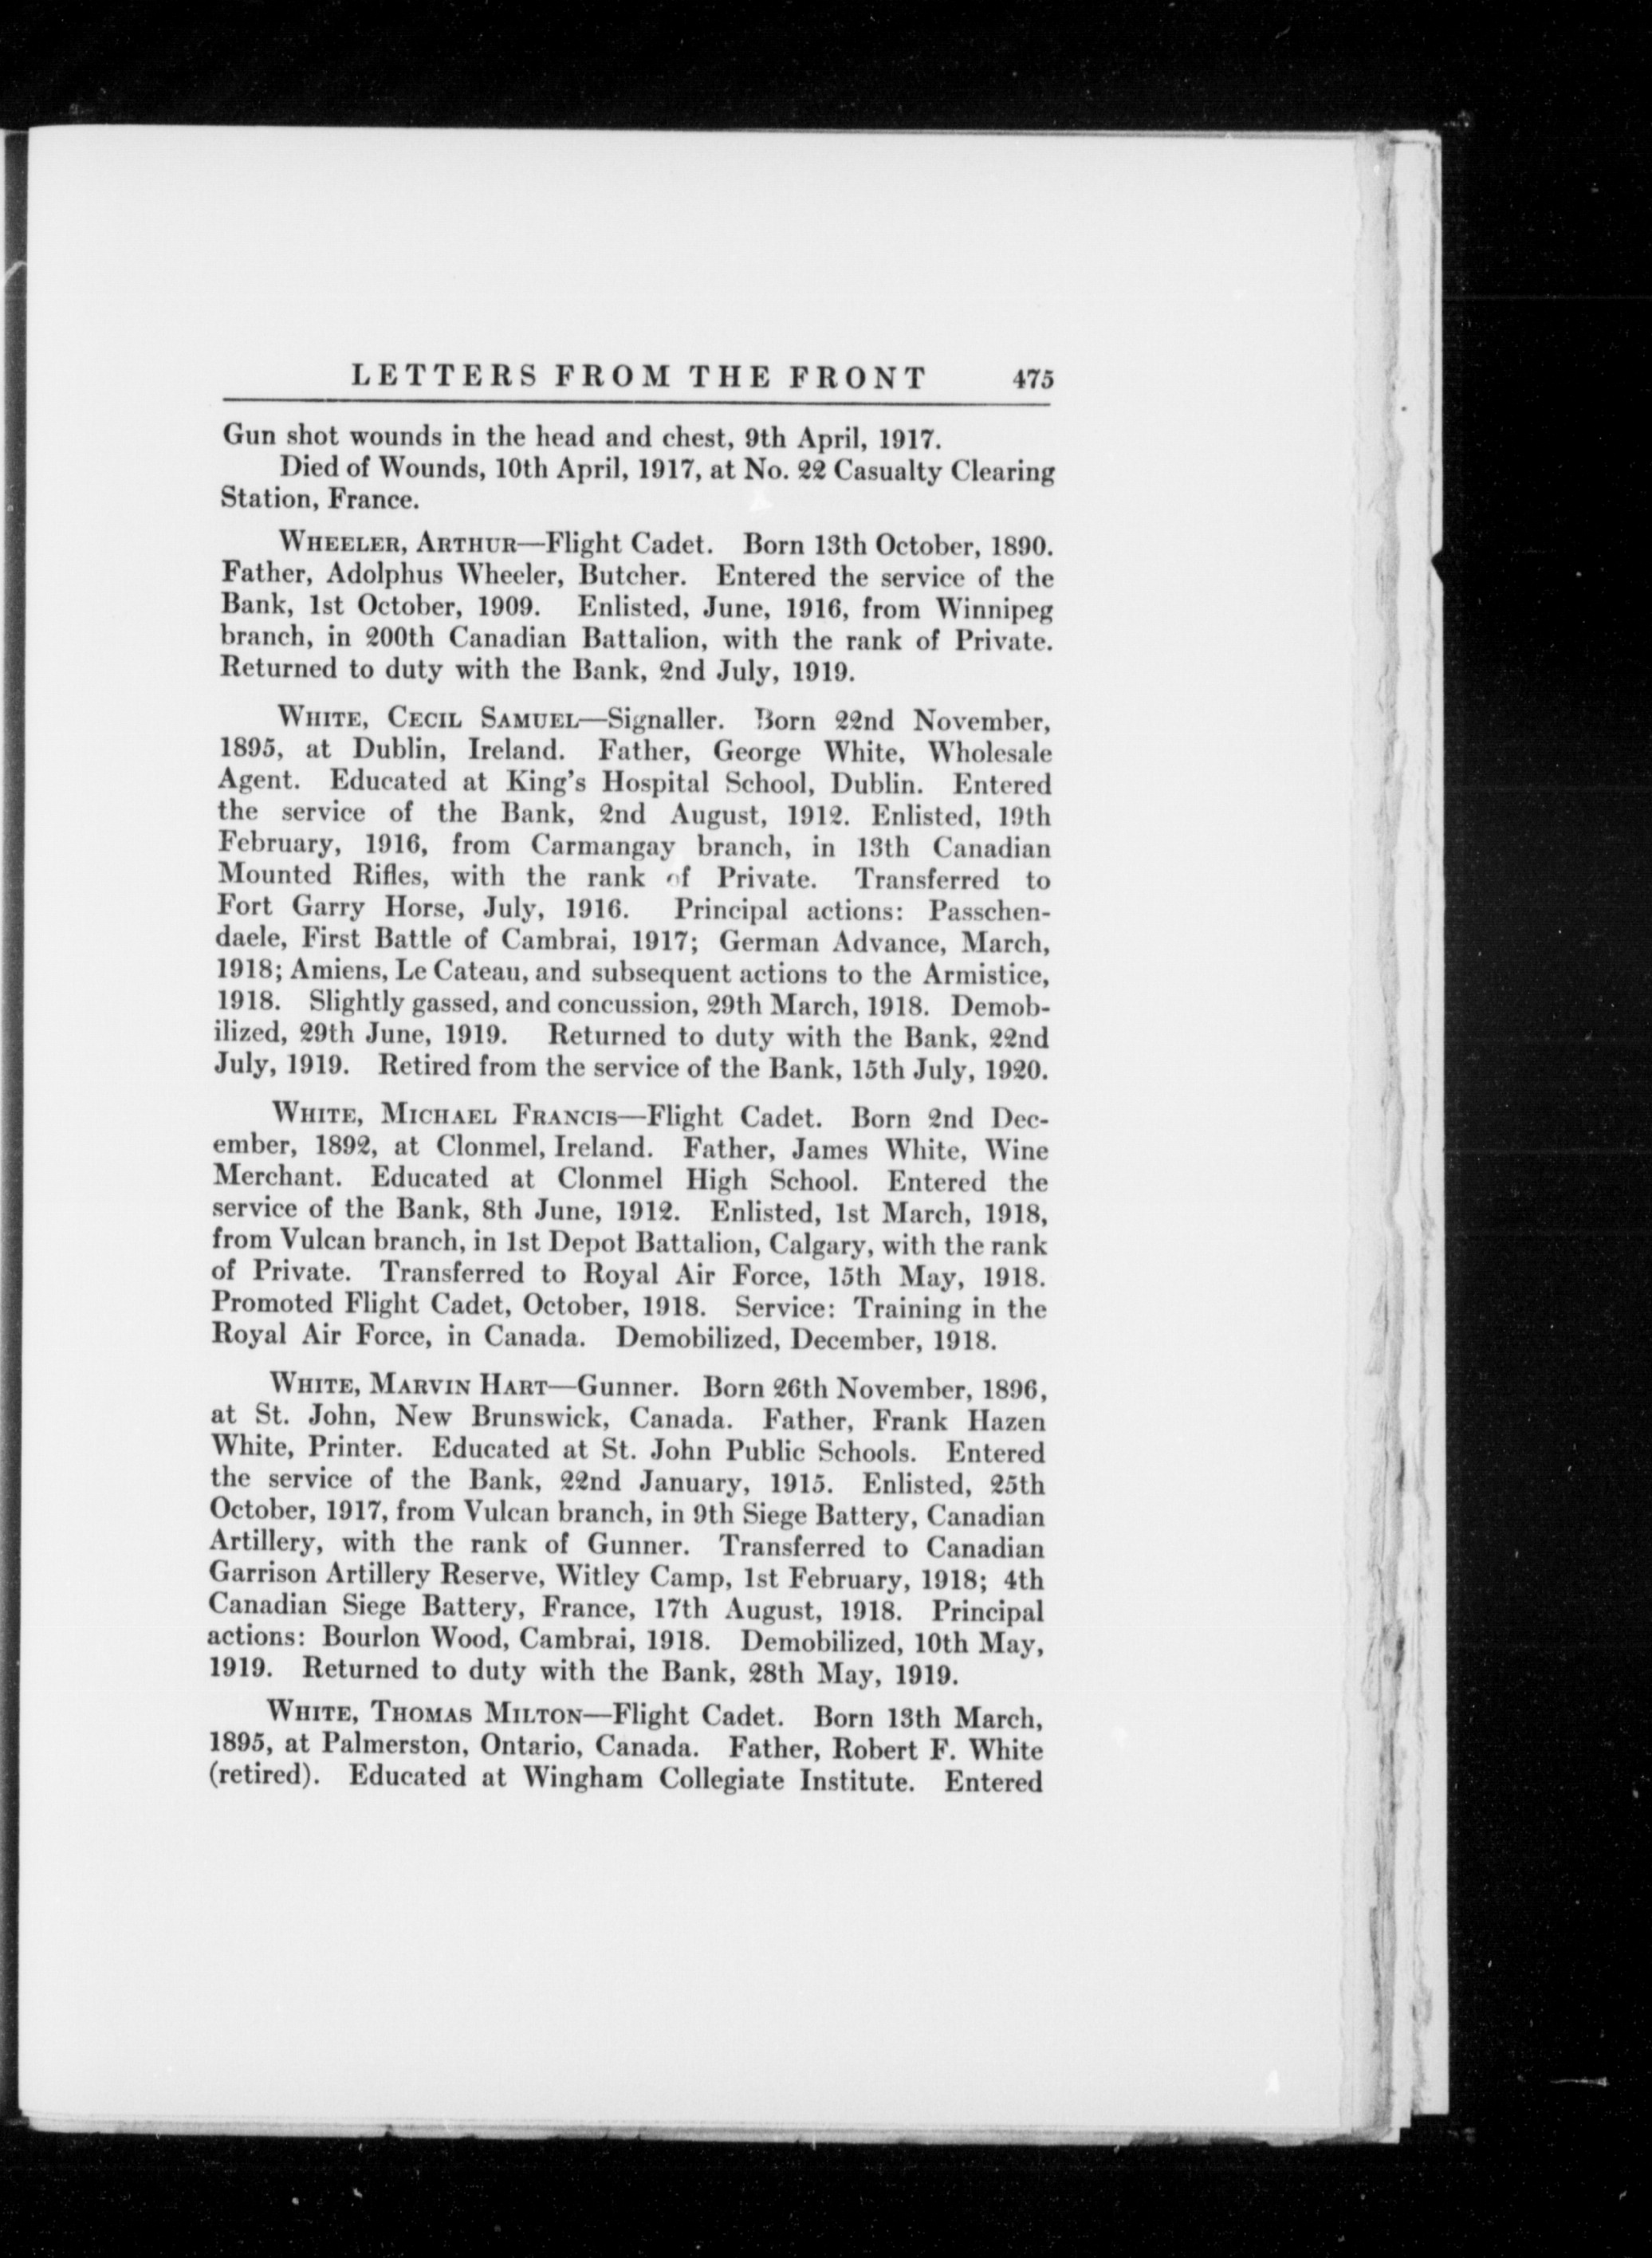 LETTERS FROM THE FRONT 475
Gun shot wounds in the head and chest, 9th April, 1917.
Died of Wounds, 10th April, 1917, at No. 22 Casualty Clearing
Station, France.
WHEELER, ARTHUR—Flight Cadet. Born 13th October, 1890.
Father, Adolphus Wheeler, Butcher. Entered the service of the
Bank, 1st October, 1909. Enlisted, June, 1916, from Winnipeg
branch, in 200th Canadian Battalion, with the rank of Private.
Returned to duty with the Bank, 2nd July, 1919.
WHITE, CECIL SAMUEL—Signaller. Born 22nd November,
1895, at Dublin, Ireland. Father, George White, Wholesale
Agent. Educated at King's Hospital School, Dublin. Entered
the service of the Bank, 2nd August, 1912. Enlisted, 19th
February, 1916, from Carmangay branch, in 13th Canadian
Mounted Rifles, with the rank of Private. Transferred to
Fort Garry Horse, July, 1916. Principal actions: Passchen-
daele, First Battle of Cambrai, 1917; German Advance, March,
1918; Amiens, Le Cateau, and subsequent actions to the Armistice,
1918. Slightly gassed, and concussion, 29th March, 1918. Demob-
ilized, 29th June, 1919. Returned to duty with the Bank, 22nd
July, 1919. Retired from the service of the Bank, 15th July, 1920.
WHITE, MICHAEL FRANCIS—Flight Cadet. Born 2nd Dec-
ember, 1892, at Clonmel, Ireland. Father, James White, Wine
Merchant. Educated at Clonmel High School. Entered the
service of the Bank, 8th June, 1912. Enlisted, 1st March, 1918,
from Vulcan branch, in 1st Depot Battalion, Calgary, with the rank
of Private. Transferred to Royal Air Force, 15th May, 1918.
Promoted Flight Cadet, October, 1918. Service: Training in the
Royal Air Force, in Canada. Demobilized, December, 1918.
WHITE, MARVIN HART—Gunner. Born 26th November, 1896,
at St. John, New Brunswick, Canada. Father, Frank Hazen
White, Printer. Educated at St. John Public Schools. Entered
the service of the Bank, 22nd January, 1915. Enlisted, 25th
October, 1917, from Vulcan branch, in 9th Siege Battery, Canadian
Artillery, with the rank of Gunner. Transferred to Canadian
Garrison Artillery Reserve, Witley Camp, 1st February, 1918; 4th
Canadian Siege Battery, France, 17th August, 1918. Principal
actions: Bourlon Wood, Cambrai, 1918. Demobilized, 10th May,
1919. Returned to duty with the Bank, 28th May, 1919.
WHITE, THOMAS MILTON—Flight Cadet. Born 13th March,
1895, at Palmerston, Ontario, Canada. Father, Robert F. White
(retired). Educated at Wingham Collegiate Institute. Entered